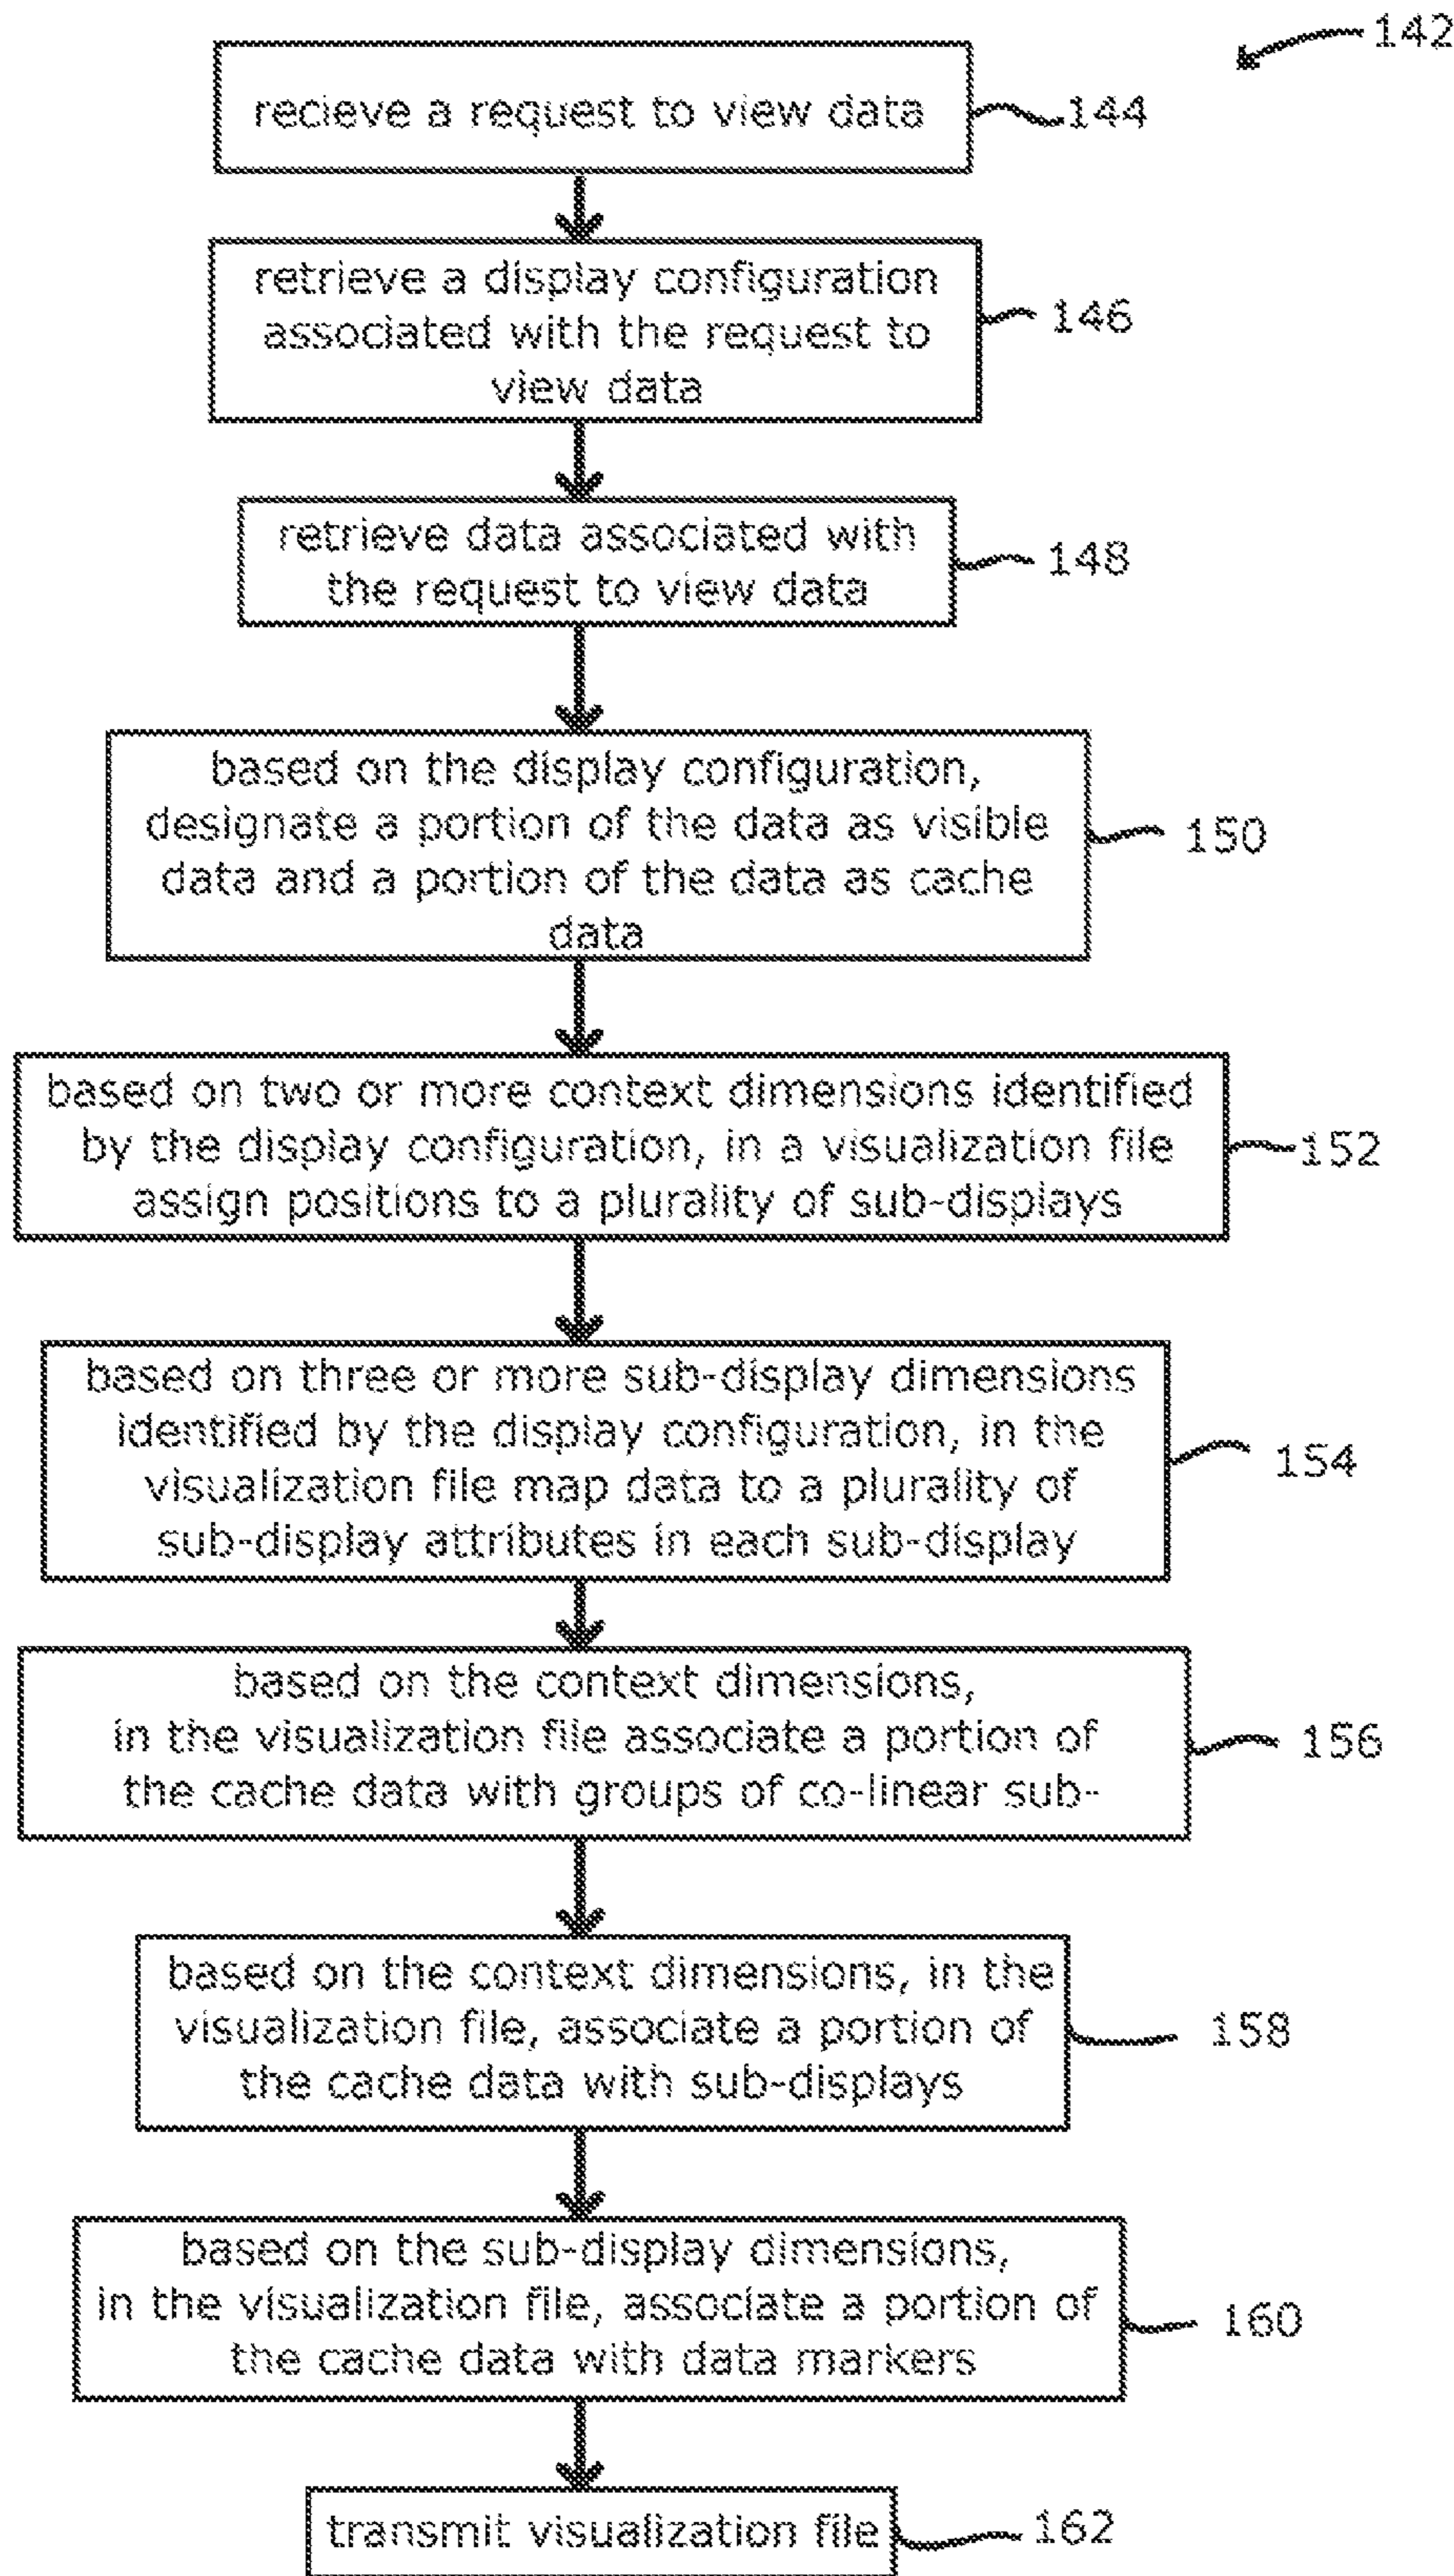 142
recieve a request to view data
144
retrieve a display configuration
associated with the request to
view data
146
retrieve data associated with
the request to view data
148
based on the display configuration,
designate a portion of the data as visible
data and a portion of the data as cache
data
150
based on two or more context dimensions identified
by the display configuration, in a visualization file
assign positions to a plurality of sub-displays
152
based on three or more sub-display dimensions
identified by the display configuration, in the
visualization file map data to a plurality of
sub-display attributes in each sub-display
154
based on the context dimensions,
in the visualization file associate a portion of
the cache data with groups of co-linear sub-
156
based on the context dimensions, in the
visualization file, associate a portion of
the cache data with sub-displays
158
based on the sub-display dimensions,
in the visualization file, associate a portion of
the cache data with data markers
160
transmit visualization file
162